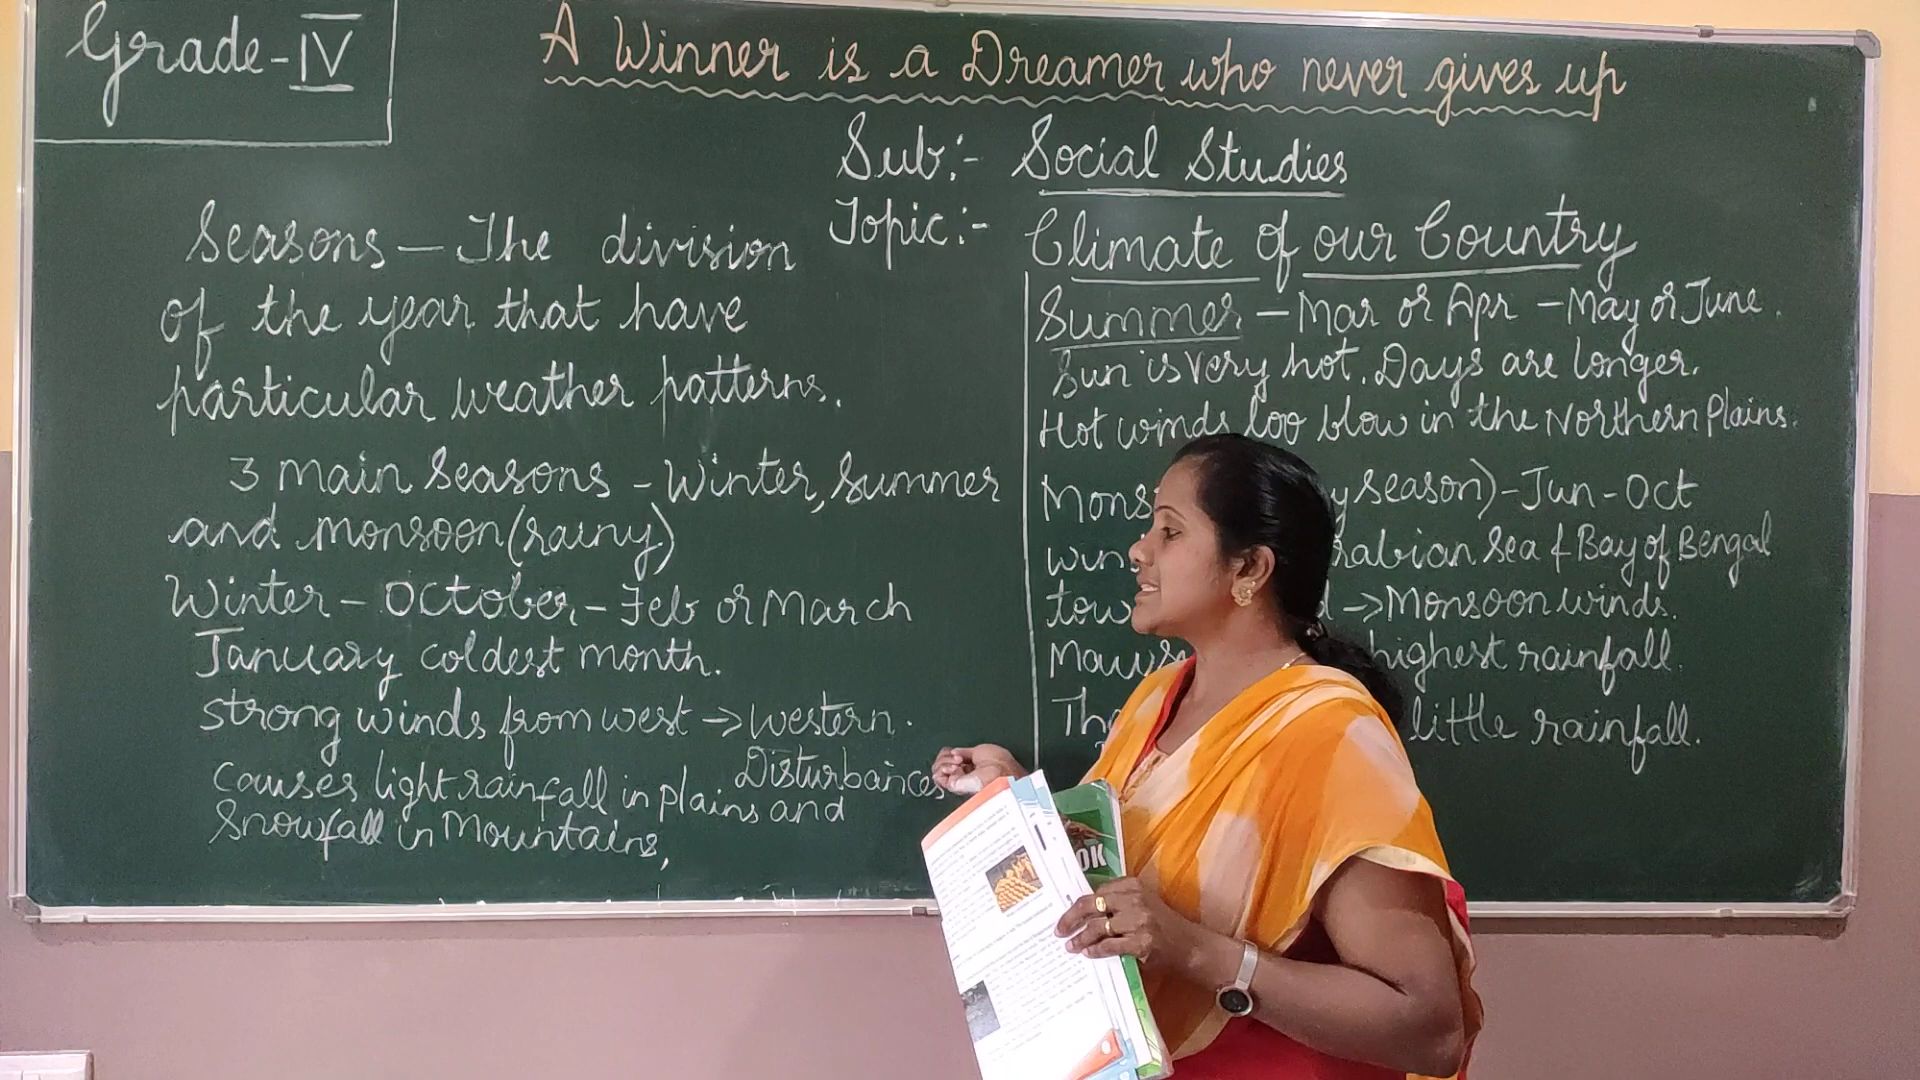 Grade-IV
A Winner is a Dreamer who never gives up
Sub:- Social Studies
Topic:- Climate of our Country
Seasons — The division
of the year that have
particular weather patterns.
3 Main Seasons - Winter, Summer
and monsoon (rainy)
Winter - October - Feb or March
January coldest month.
strong winds from west -> Western.
Disturbances
causes light rainfall in plains and
Snowfall in Mountains,
Summer - Mar or Apr - May or June.
Sun is very hot. Days are longer.
Hot winds loo blow in the Northern Plains.
season) - Jun - Oct
Sea & Bay of Bengal
-> Monsoon winds.
highest rainfall.
little rainfall.